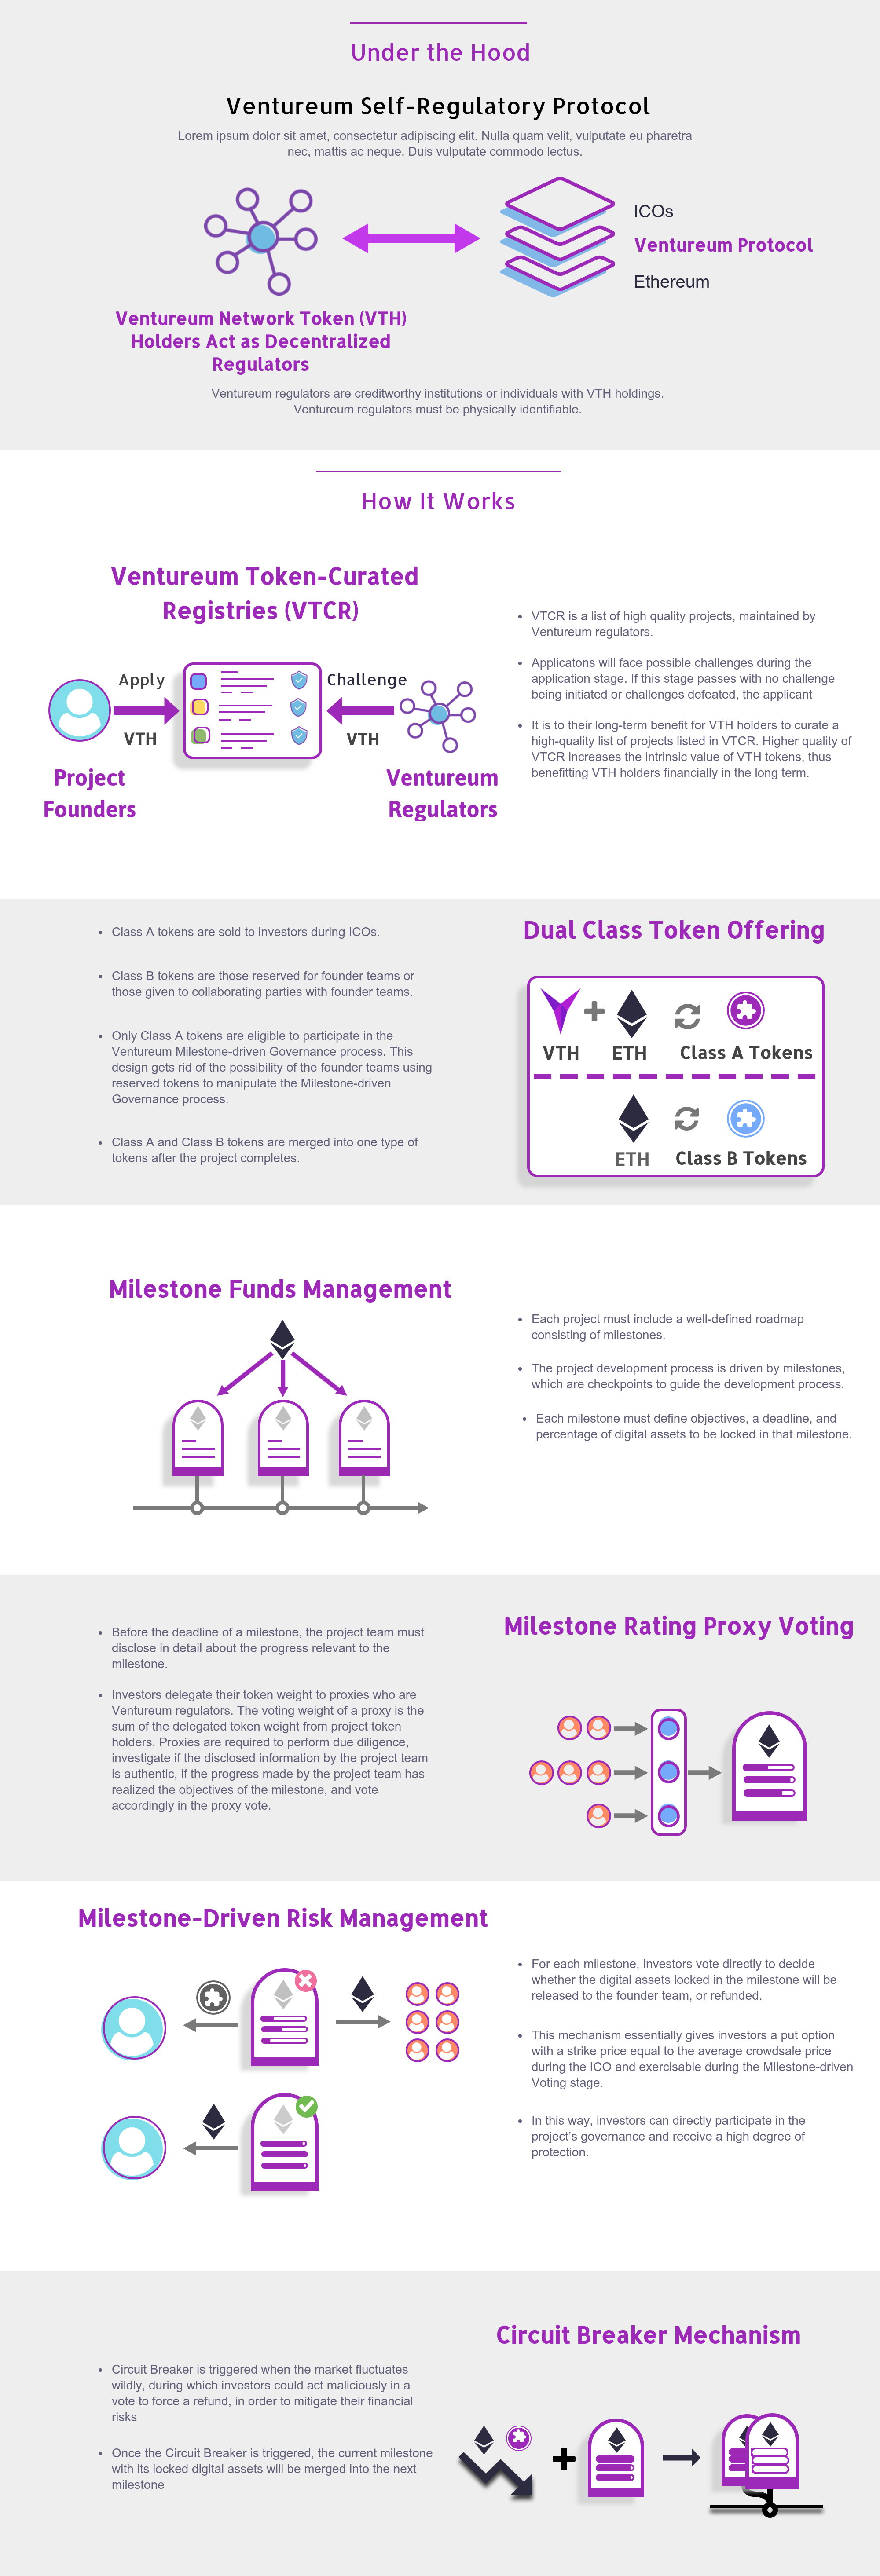 Under the Hood
Ventureum Self-Regulatory Protocol
Lorem ipsum dolor sit amet, consectetur adipiscing elit. Nulla quam velit, vulputate eu pharetra
nec, mattis ac neque. Duis vulputate commodo lectus.
ICOs
Ventureum Protocol
Ethereum
Ventureum Network Token (VTH)
Holders Act as Decentralized
Regulators
Ventureum regulators are creditworthy institutions or individuals with VTH holdings.
Ventureum regulators must be physically identifiable.
How It Works
Ventureum Token-Curated
Registries (VTCR)
Apply
VTH
Challenge
VTH
Project
Founders
Ventureum
Regulators
• VTCR is a list of high quality projects, maintained by
Ventureum regulators.
• Applicatons will face possible challenges during the
application stage. If this stage passes with no challenge
being initiated or challenges defeated, the applicant
• It is to their long-term benefit for VTH holders to curate a
high-quality list of projects listed in VTCR. Higher quality of
VTCR increases the intrinsic value of VTH tokens, thus
benefitting VTH holders financially in the long term.
• Class A tokens are sold to investors during ICOs.
• Class B tokens are those reserved for founder teams or
those given to collaborating parties with founder teams.
• Only Class A tokens are eligible to participate in the
Ventureum Milestone-driven Governance process. This
design gets rid of the possibility of the founder teams using
reserved tokens to manipulate the Milestone-driven
Governance process.
• Class A and Class B tokens are merged into one type of
tokens after the project completes.
Dual Class Token Offering
VTH
ETH
Class A Tokens
ETH
Class B Tokens
Milestone Funds Management
• Each project must include a well-defined roadmap
consisting of milestones.
• The project development process is driven by milestones,
which are checkpoints to guide the development process.
• Each milestone must define objectives, a deadline, and
percentage of digital assets to be locked in that milestone.
• Before the deadline of a milestone, the project team must
disclose in detail about the progress relevant to the
milestone.
• Investors delegate their token weight to proxies who are
Ventureum regulators. The voting weight of a proxy is the
sum of the delegated token weight from project token
holders. Proxies are required to perform due diligence,
investigate if the disclosed information by the project team
is authentic, if the progress made by the project team has
realized the objectives of the milestone, and vote
accordingly in the proxy vote.
Milestone Rating Proxy Voting
Milestone-Driven Risk Management
• For each milestone, investors vote directly to decide
whether the digital assets locked in the milestone will be
released to the founder team, or refunded.
• This mechanism essentially gives investors a put option
with a strike price equal to the average crowdsale price
during the ICO and exercisable during the Milestone-driven
Voting stage.
• In this way, investors can directly participate in the
project's governance and receive a high degree of
protection.
Circuit Breaker Mechanism
• Circuit Breaker is triggered when the market fluctuates
wildly, during which investors could act maliciously in a
vote to force a refund, in order to mitigate their financial
risks
• Once the Circuit Breaker is triggered, the current milestone
with its locked digital assets will be merged into the next
milestone